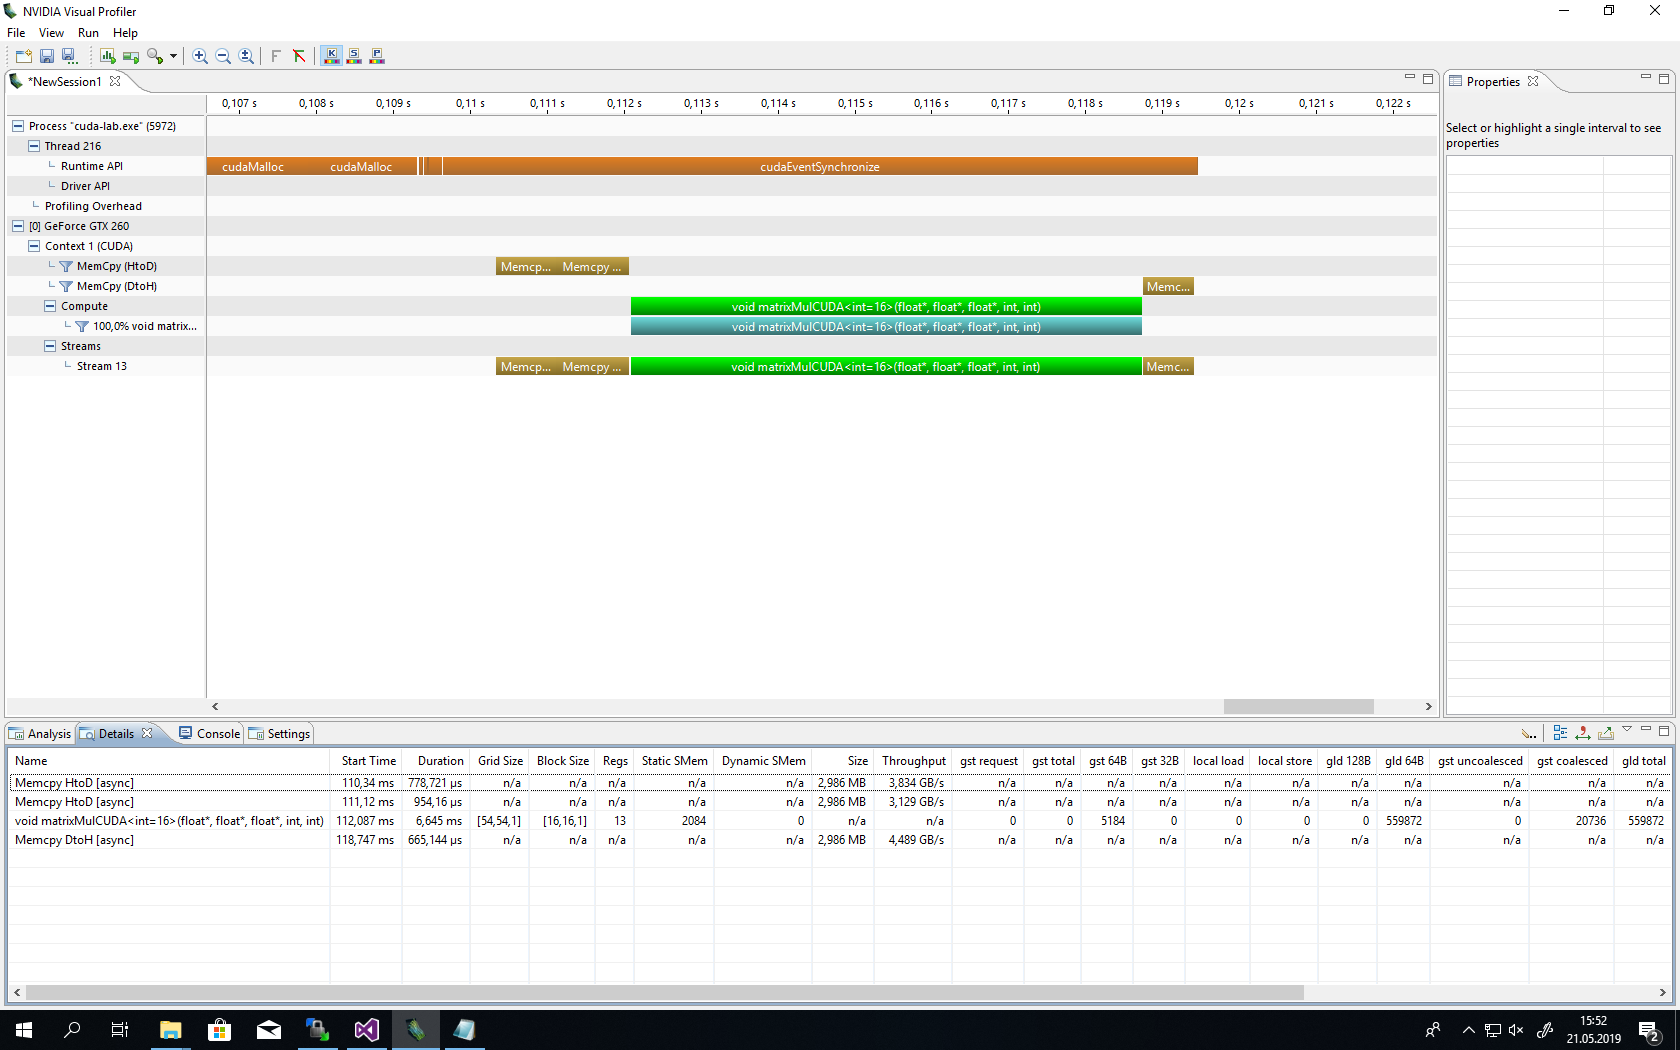 NVIDIA Visual Profiler
File View Run Help
*NewSession1
Properties
0,107 s 0,108 s 0,109 s 0,11 s 0,111 s 0,112 s 0,113 s 0,114 s 0,115 s 0,116 s 0,117 s 0,118 s 0,119 s 0,12 s 0,121 s 0,122 s
Process "cuda-lab.exe" (5972)
Thread 216
Runtime API cudaMalloc cudaMalloc cudaEventSynchronize
Driver API
Profiling Overhead
[0] GeForce GTX 260
Context 1 (CUDA)
MemCpy (HtoD) Memcp... Memcpy ...
MemCpy (DtoH) Memc...
Compute void matrixMulCUDA<int=16>(float*, float*, float*, int, int)
100,0% void matrix... void matrixMulCUDA<int=16>(float*, float*, float*, int, int)
Streams
Stream 13 Memcp... Memcpy ... void matrixMulCUDA<int=16>(float*, float*, float*, int, int) Memc...
Select or highlight a single interval to see
properties
Analysis Details Console Settings
Name Start Time Duration Grid Size Block Size Regs Static SMem Dynamic SMem Size Throughput gst request gst total gst 64B gst 32B local load local store gld 128B gld 64B gst uncoalesced gst coalesced gld total
Memcpy HtoD [async] 110,34 ms 778,721 µs n/a n/a n/a n/a n/a 2,986 MB 3,834 GB/s n/a n/a n/a n/a n/a n/a n/a n/a n/a n/a n/a
Memcpy HtoD [async] 111,12 ms 954,16 µs n/a n/a n/a n/a n/a 2,986 MB 3,129 GB/s n/a n/a n/a n/a n/a n/a n/a n/a n/a n/a n/a
void matrixMulCUDA<int=16>(float*, float*, float*, int, int) 112,087 ms 6,645 ms [54,54,1] [16,16,1] 13 2084 0 n/a n/a 0 0 5184 0 0 0 0 559872 0 20736 559872
Memcpy DtoH [async] 118,747 ms 665,144 µs n/a n/a n/a n/a n/a 2,986 MB 4,489 GB/s n/a n/a n/a n/a n/a n/a n/a n/a n/a n/a n/a
15:52
21.05.2019
2